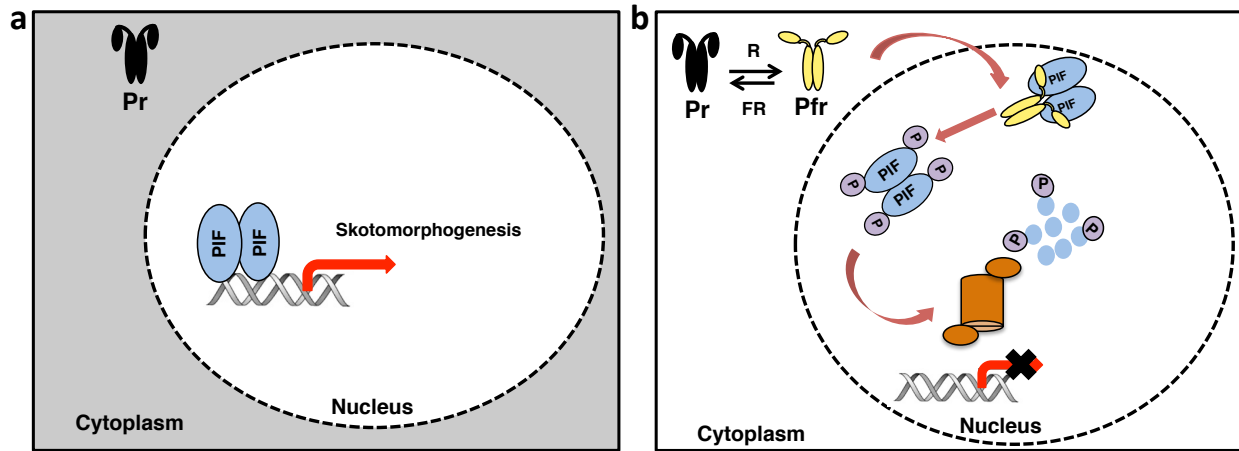 a
Pr
PIF
PIF
Skotomorphogenesis
Nucleus
Cytoplasm
b
R
Pr
Pfr
FR
PIF
PIF
P
P
PIF
P
PIF
P
P
P
P
Nucleus
Cytoplasm